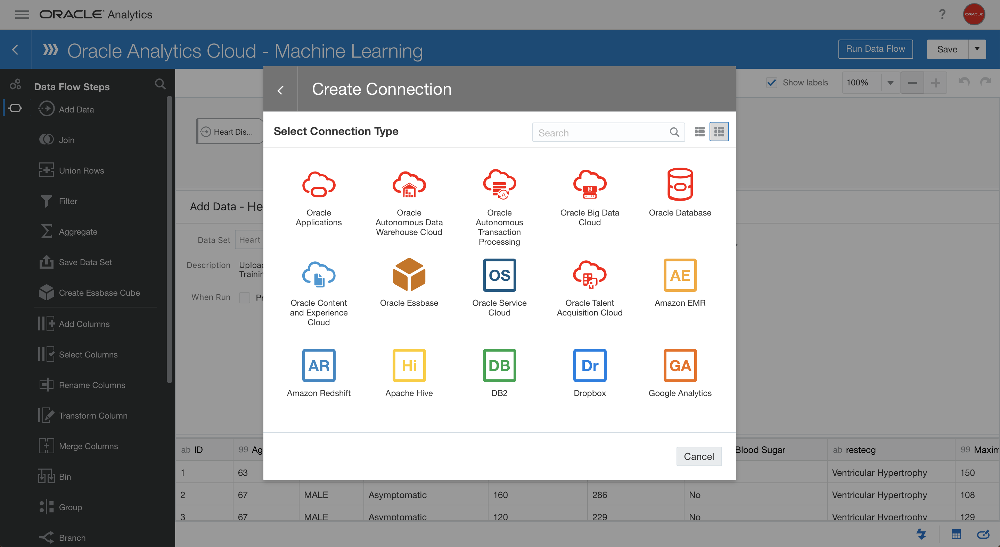 ORACLE Analytics
?
ORACLE
Oracle Analytics Cloud - Machine Learning
Run Data Flow
Save
Data Flow Steps
Add Data
Join
Union Rows
Filter
Aggregate
Save Data Set
Create Essbase Cube
Add Columns
Select Columns
Rename Columns
Transform Column
Merge Columns
Bin
Group
Branch
Show labels
100%
Heart Dis...
Add Data - He
Data Set
Heart
Description
Uploa
Trainin
When Run
Pr
Create Connection
Select Connection Type
Search
Oracle
Applications
Oracle
Autonomous Data
Warehouse Cloud
A
Oracle
Autonomous
Transaction
Processing
B
Oracle Big Data
Cloud
Oracle Database
Oracle Content
and Experience
Cloud
Oracle Essbase
OS
Oracle Service
Cloud
Oracle Talent
Acquisition Cloud
AE
Amazon EMR
AR
Amazon Redshift
Hi
Apache Hive
DB
DB2
Dr
Dropbox
GA
Google Analytics
Cancel
ab ID
99 Ag
Blood Sugar
ab restecg
99 Maxim
1
63
Ventricular Hypertrophy
150
2
67
MALE
Asymptomatic
160
286
No
Ventricular Hypertrophy
108
3
67
MALE
Asymptomatic
120
229
No
Ventricular Hypertrophy
129